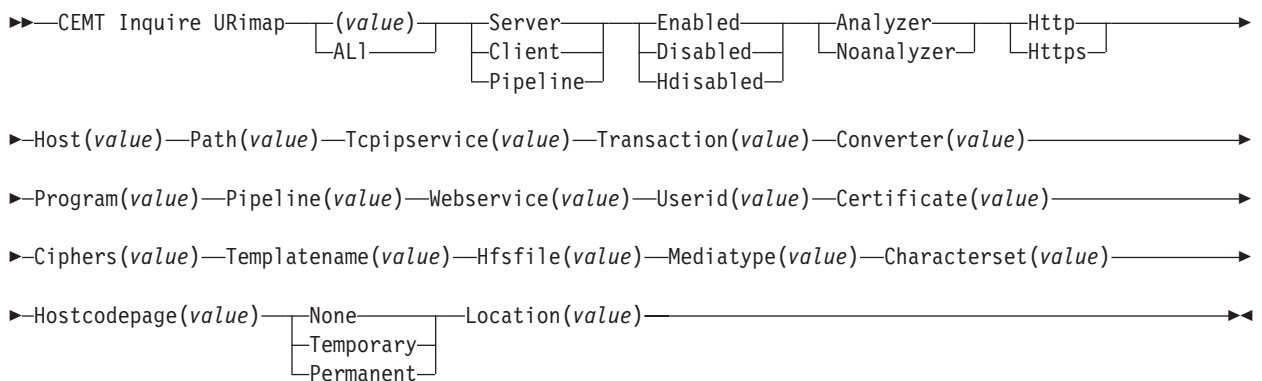 CEMT Inquire URimap (value) Server Enabled Analyzer Http
ALl Client Disabled Noanalyzer Https
Pipeline Hdisabled
Host(value) Path(value) Tcpipservice(value) Transaction(value) Converter(value)
Program(value) Pipeline(value) Webservice(value) Userid(value) Certificate(value)
Ciphers(value) Templatename(value) Hfsfile(value) Mediatype(value) Characterset(value)
Hostcodepage(value) None Location(value)
Temporary
Permanent